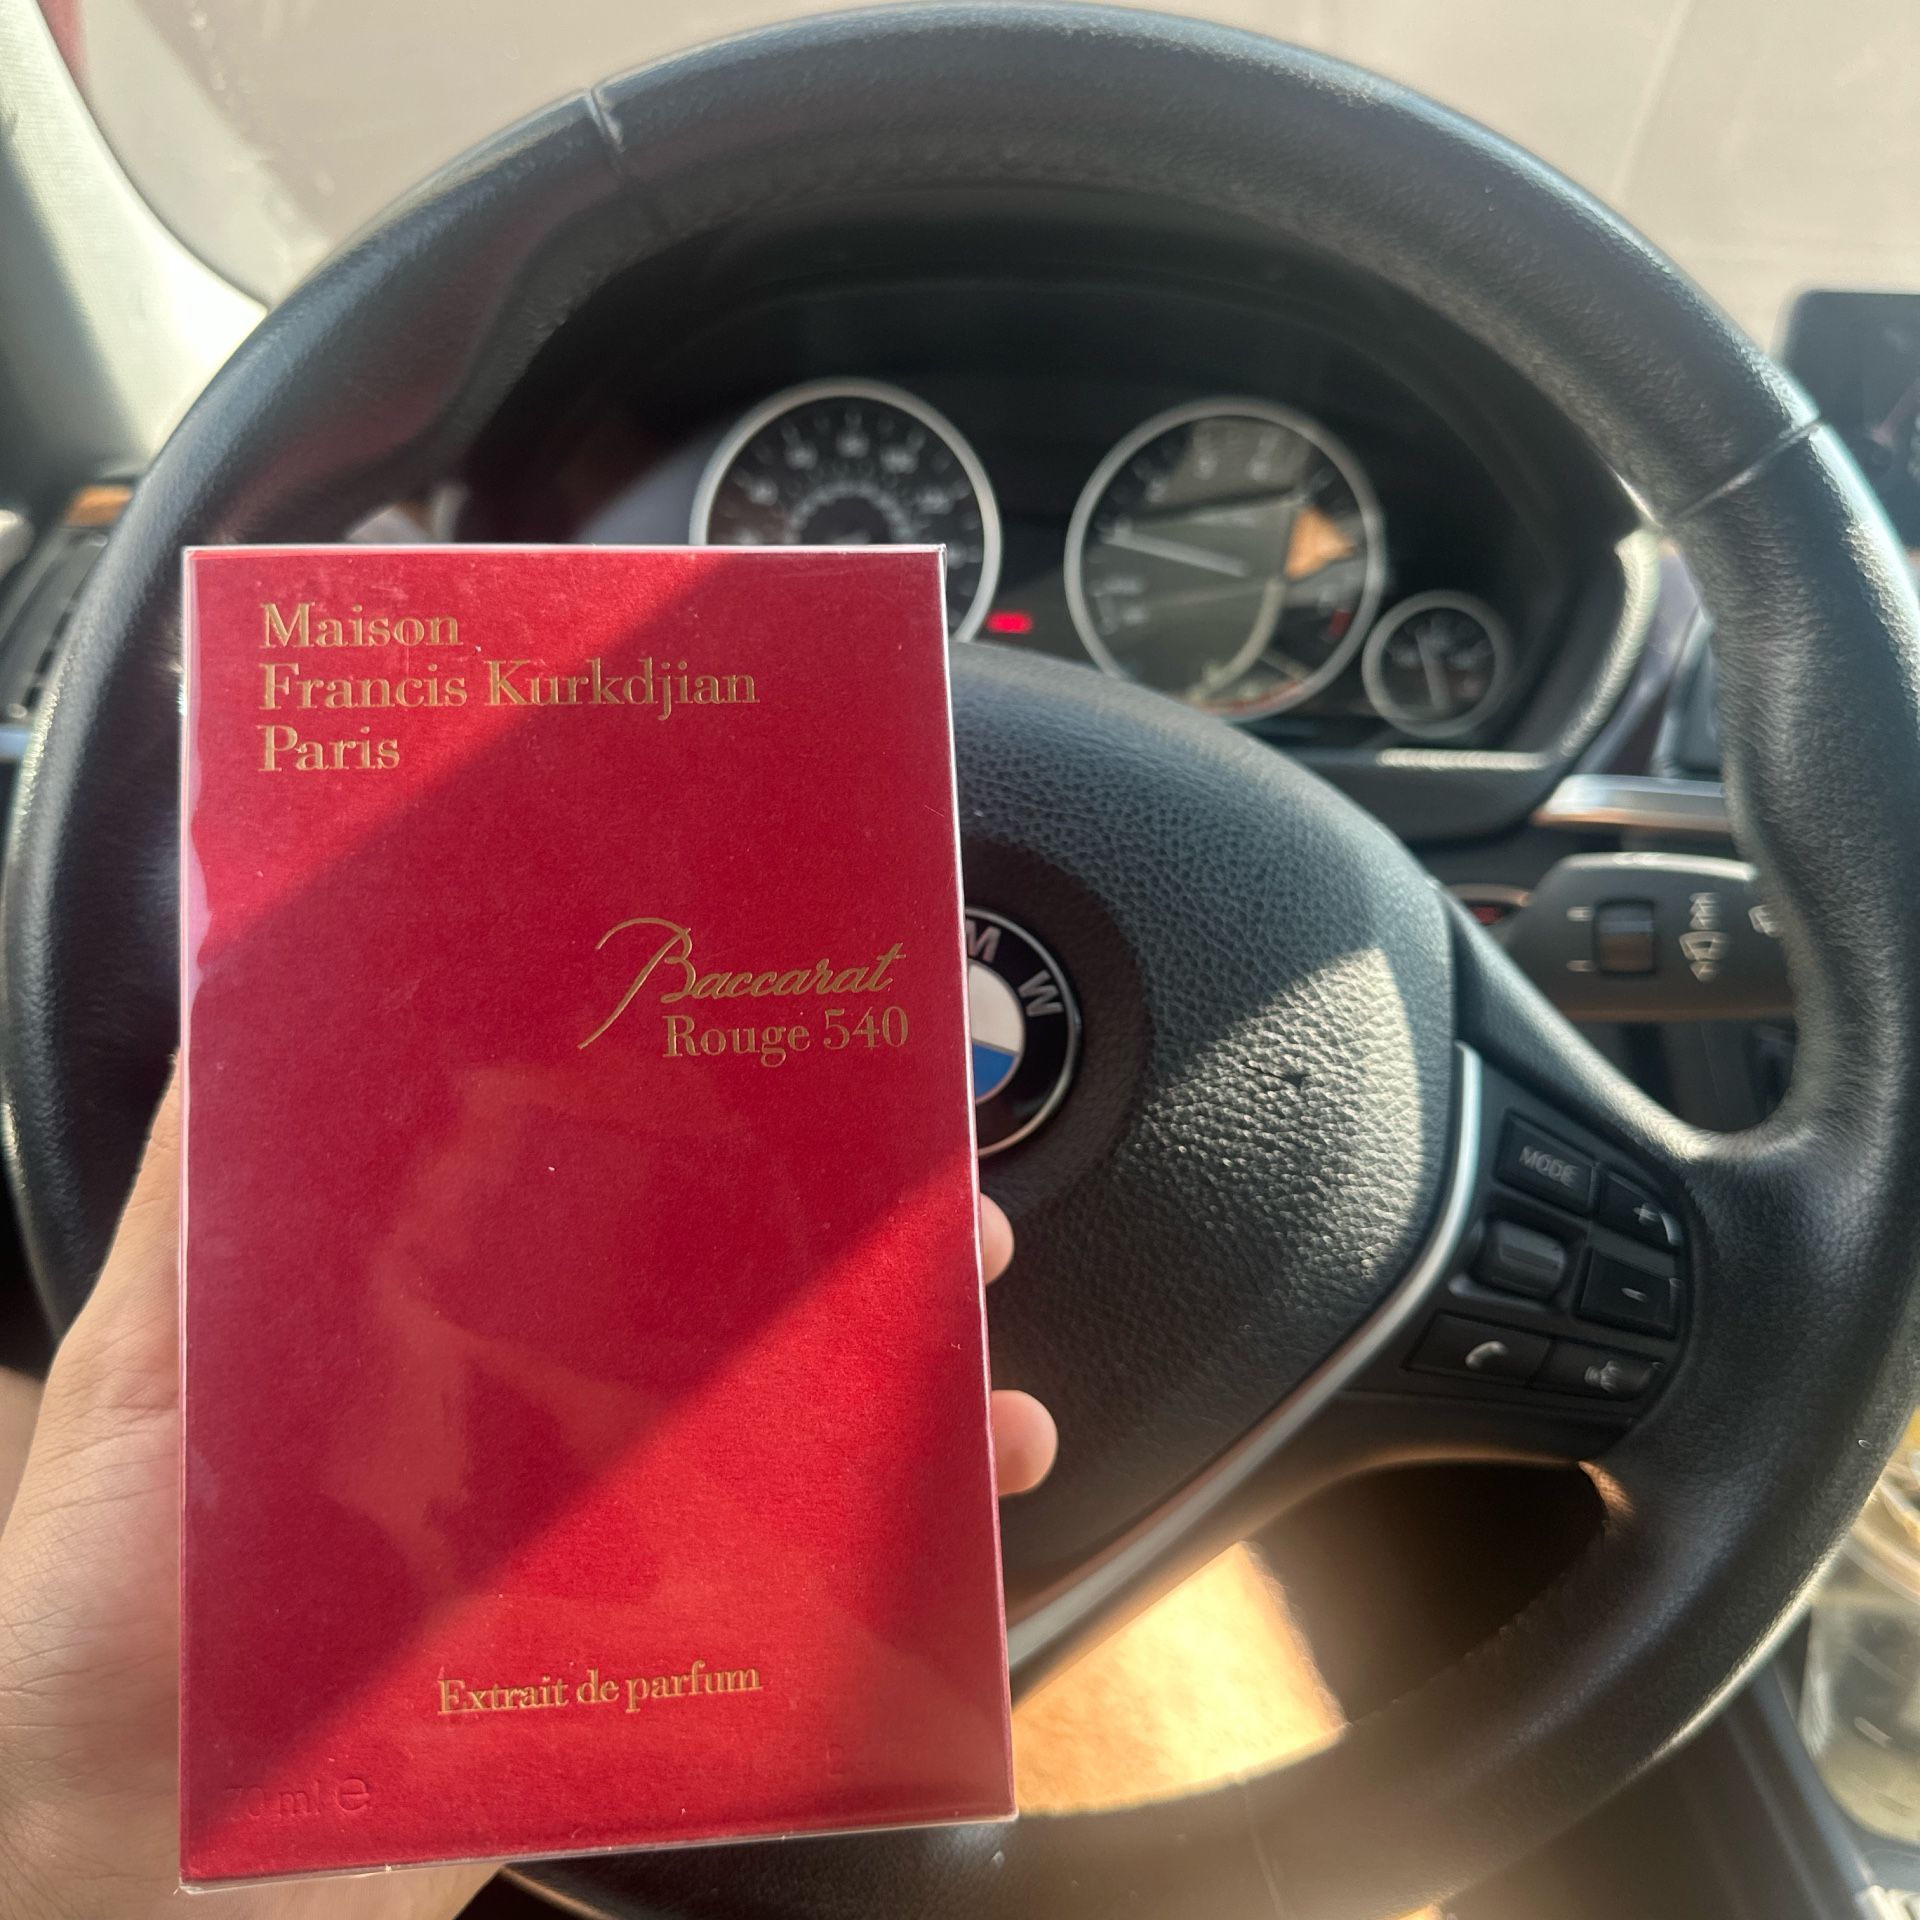 Maison
Francis Kurkdjian
Paris
Baccarat
Rouge 540
Extrait de parfum
70 ml e
M W
MODE
+
-